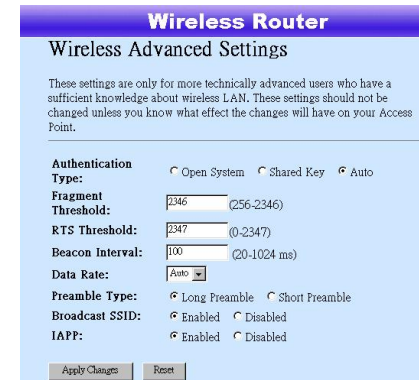 Wireless Router
Wireless Advanced Settings
These settings are only for more technically advanced users who have a
sufficient knowledge about wireless LAN. These settings should not be
changed unless you know what effect the changes will have on your Access
Point.
Authentication Type: Open System Shared Key Auto
Fragment Threshold: 2346 (256-2346)
RTS Threshold: 2347 (0-2347)
Beacon Interval: 100 (20-1024 ms)
Data Rate: Auto
Preamble Type: Long Preamble Short Preamble
Broadcast SSID: Enabled Disabled
IAPP: Enabled Disabled
Apply Changes Reset